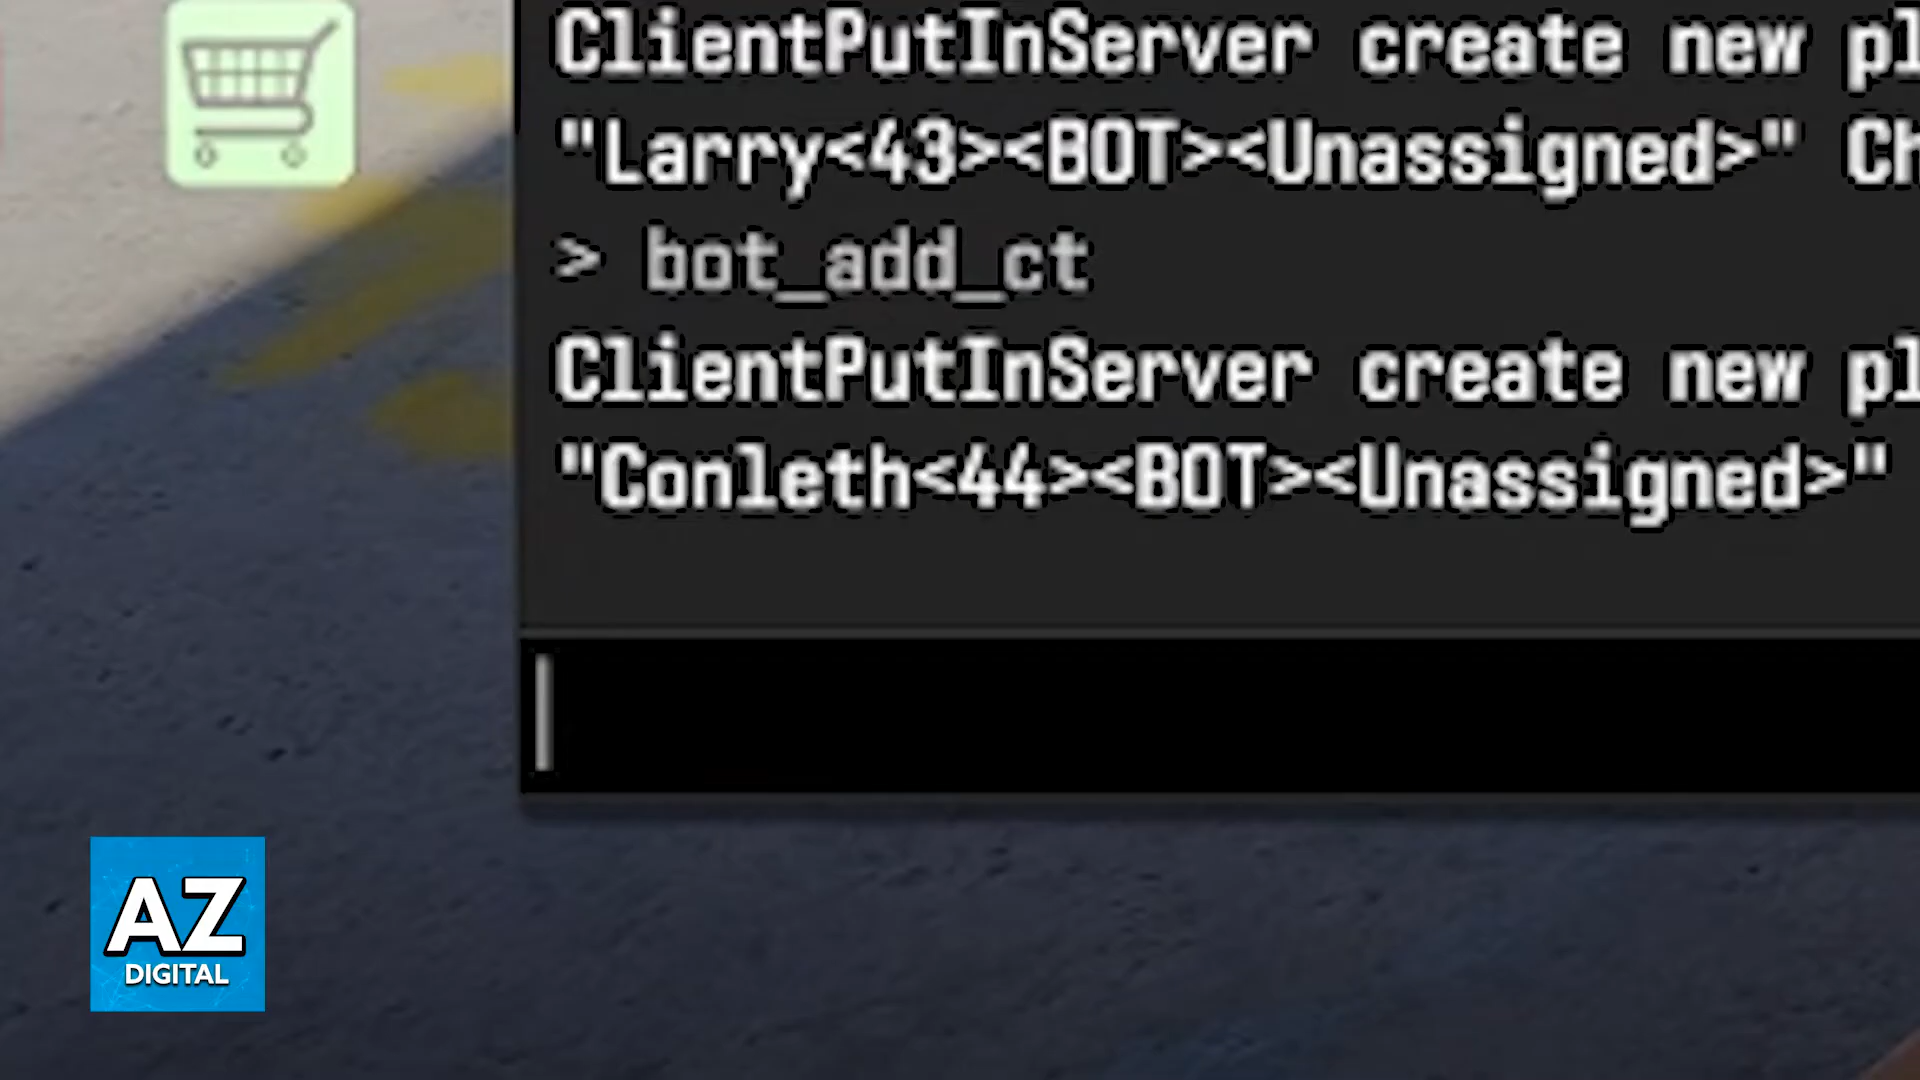 ClientPutInServer create new pl
"Larry<43><BOT><Unassigned>" Ch
> bot_add_ct
ClientPutInServer create new pl
"Conleth<44><BOT><Unassigned>"
AZ
DIGITAL